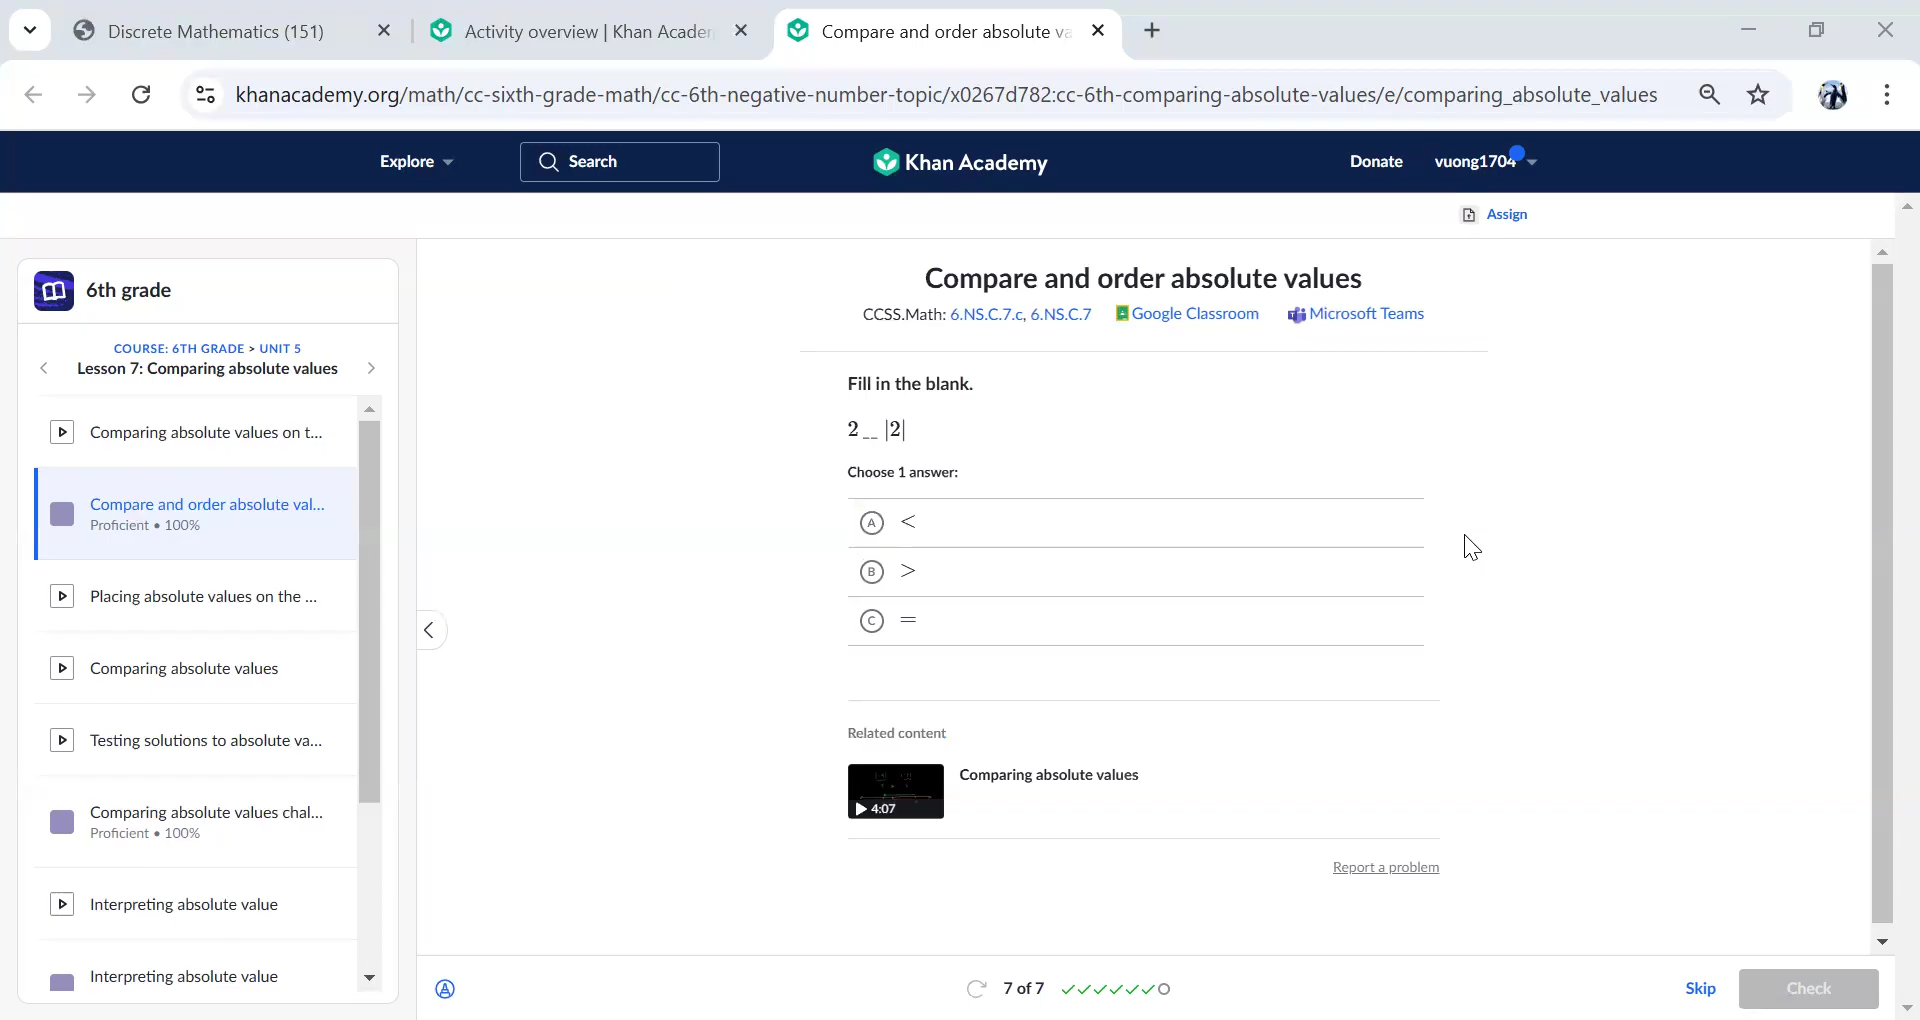 Discrete Mathematics (151)
Activity overview | Khan Academ
Compare and order absolute va
khanacademy.org/math/cc-sixth-grade-math/cc-6th-negative-number-topic/x0267d782:cc-6th-comparing-absolute-values/e/comparing_absolute_values
Explore
Search
Khan Academy
Donate
vuong1704
Assign
6th grade
COURSE: 6TH GRADE > UNIT 5
Lesson 7: Comparing absolute values
Comparing absolute values on t...
Compare and order absolute val...
Proficient • 100%
Placing absolute values on the ...
Comparing absolute values
Testing solutions to absolute va...
Comparing absolute values chal...
Proficient • 100%
Interpreting absolute value
Interpreting absolute value
Compare and order absolute values
CCSS.Math: 6.NS.C.7.c, 6.NS.C.7 Google Classroom Microsoft Teams
Fill in the blank.
2 __ |2|
Choose 1 answer:
A <
B >
C =
Related content
Comparing absolute values
4:07
Report a problem
7 of 7
Skip
Check